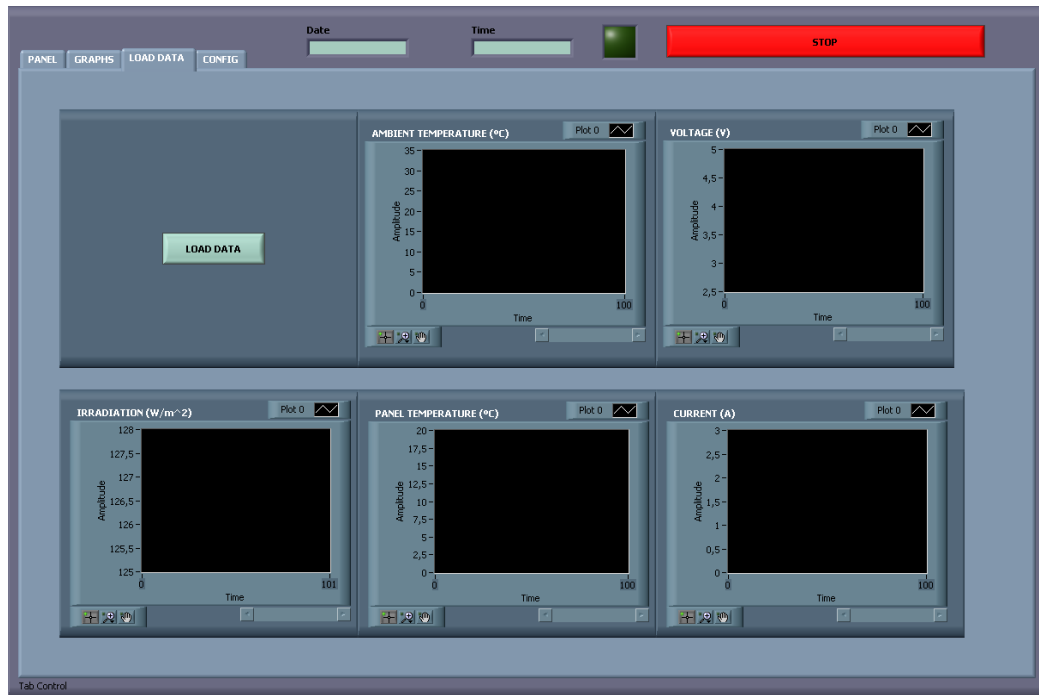 Date
Time
STOP
PANEL GRAPHS LOAD DATA CONFIG
LOAD DATA
AMBIENT TEMPERATURE (ºC)
Plot 0
35
30
25
20
15
10
5
0
Amplitude
0
100
Time
VOLTAGE (V)
Plot 0
5
4,5
4
3,5
3
2,5
Amplitude
0
100
Time
IRRADIATION (W/m^2)
Plot 0
128
127,5
127
126,5
126
125,5
125
Amplitude
0
101
Time
PANEL TEMPERATURE (ºC)
Plot 0
20
17,5
15
12,5
10
7,5
5
2,5
0
Amplitude
0
100
Time
CURRENT (A)
Plot 0
3
2,5
2
1,5
1
0,5
0
Amplitude
0
100
Time
Tab Control